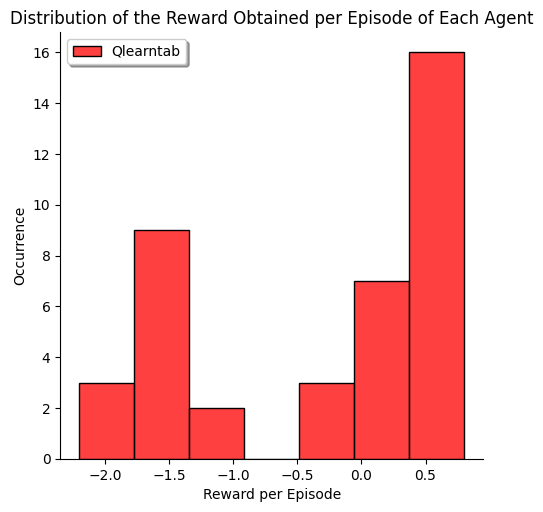 Distribution of the Reward Obtained per Episode of Each Agent
Qlearntab
Occurrence
16
14
12
10
8
6
4
2
0
−2.0 −1.5 −1.0 −0.5 0.0 0.5
Reward per Episode